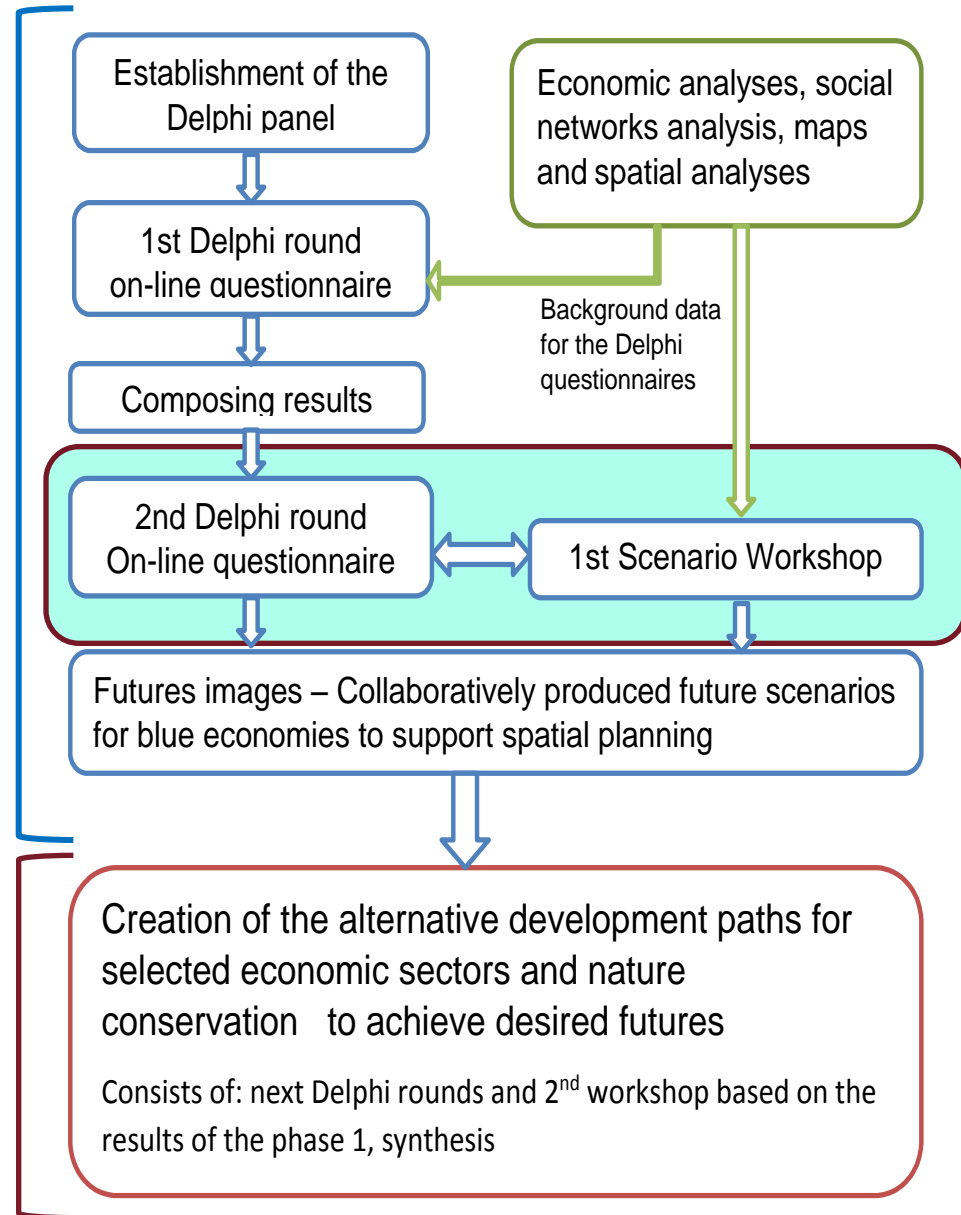 Establishment of the
Delphi panel
Economic analyses, social
networks analysis, maps
and spatial analyses
1st Delphi round
on-line questionnaire
Background data
for the Delphi
questionnaires
Composing results
2nd Delphi round
On-line questionnaire
1st Scenario Workshop
Futures images – Collaboratively produced future scenarios
for blue economies to support spatial planning
Creation of the alternative development paths for
selected economic sectors and nature
conservation   to achieve desired futures
Consists of: next Delphi rounds and 2nd workshop based on the
results of the phase 1, synthesis